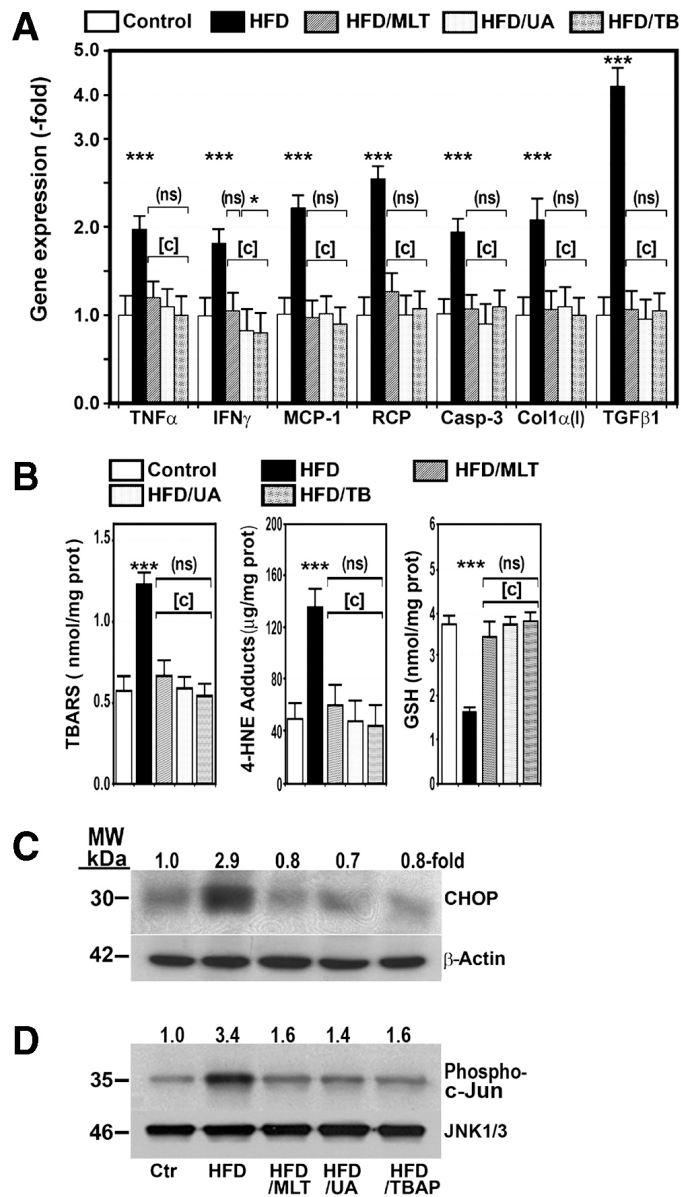 A
Control HFD HFD/MLT HFD/UA HFD/TB
Gene expression (-fold)
5.0
4.0
3.0
2.0
1.0
0.0
*** *** *** *** *** *** ***
(ns) (ns) * (ns) (ns) (ns) (ns) (ns)
[c] [c] [c] [c] [c] [c] [c]
TNFα IFNγ MCP-1 RCP Casp-3 Col1α(I) TGFβ1
B
Control HFD HFD/MLT
HFD/UA HFD/TB
TBARS ( nmol/mg prot)
1.5
1.0
0.5
0.0
*** (ns)
[c]
4-HNE Adducts (μg/mg prot)
200
160
120
80
40
0
*** (ns)
[c]
GSH (nmol/mg prot)
6
5
4
3
2
1
0
*** (ns)
[c]
C
MW
kDa
1.0 2.9 0.8 0.7 0.8-fold
30 CHOP
42 β-Actin
D
1.0 3.4 1.6 1.4 1.6
35 Phospho-
c-Jun
46 JNK1/3
Ctr HFD HFD HFD HFD
/MLT /UA /TBAP